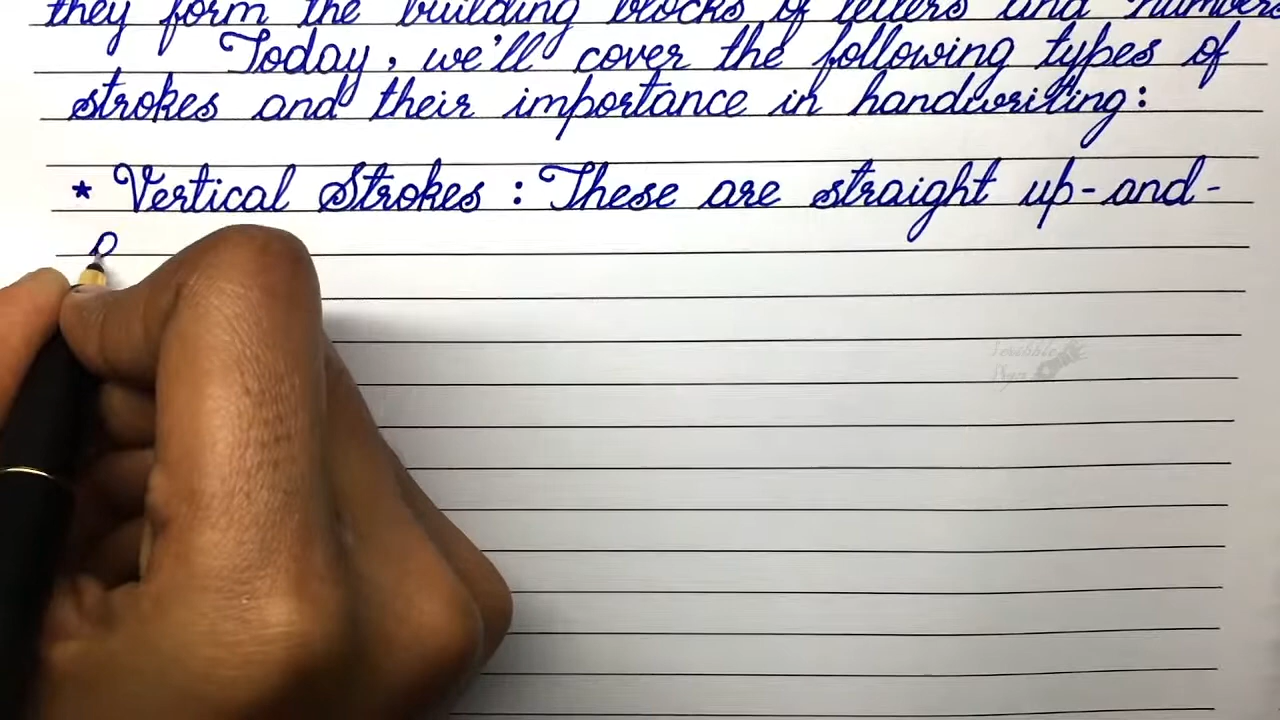 they form the building blocks of letters and numbers
Today, we'll cover the following types of
strokes and their importance in handwriting:
* Vertical Strokes : These are straight up-and-
Scribble